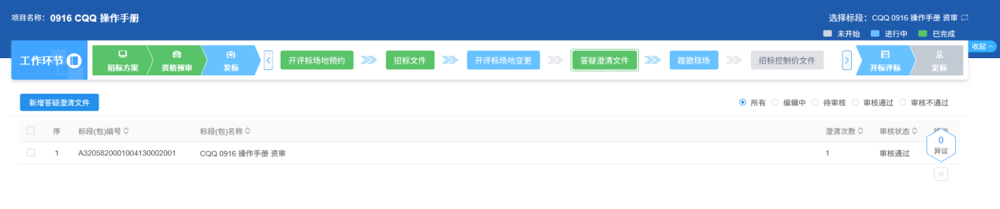 项目名称: 0916 CQQ 操作手册
选择标段: CQQ 0916 操作手册 资审
未开始 进行中 已完成
收起
工作环节 招标方案 资格预审 发标 开评标场地预约 招标文件 开评标场地变更 答疑澄清文件 踏勘现场 招标控制价文件 开标评标 定标
新增答疑澄清文件 所有 编辑中 待审核 审核通过 审核不通过
序 标段(包)编号 标段(包)名称 澄清次数 审核状态
1 A3205820001004130002001 CQQ 0916 操作手册 资审 1 审核通过
0
异议